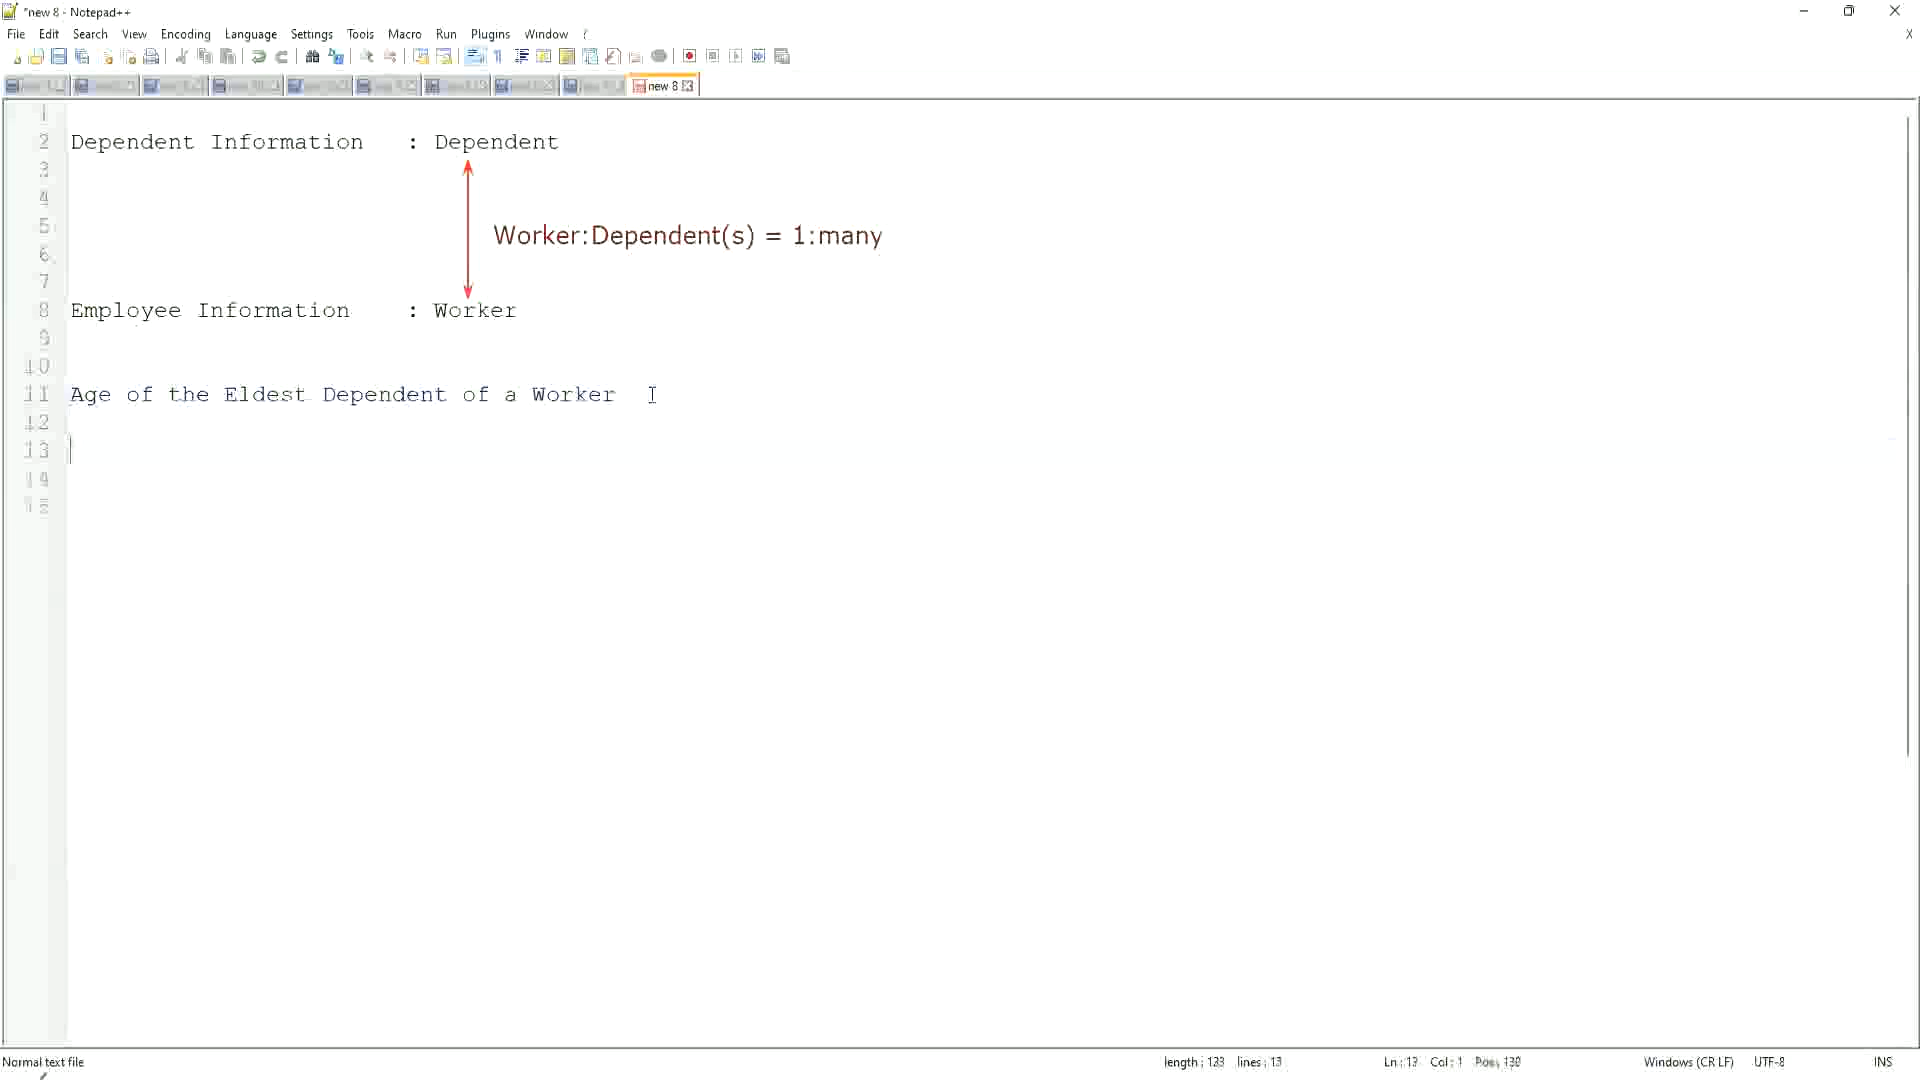 *new 8 - Notepad++
File Edit Search View Encoding Language Settings Tools Macro Run Plugins Window ?
new 8
1
2 Dependent Information : Dependent
3
4
5 Worker:Dependent(s) = 1:many
6
7
8 Employee Information : Worker
9
10
11 Age of the Eldest Dependent of a Worker
12
13
14
Normal text file length : 133 lines : 13 Ln : 13 Col : 1 Windows (CR LF) UTF-8 INS